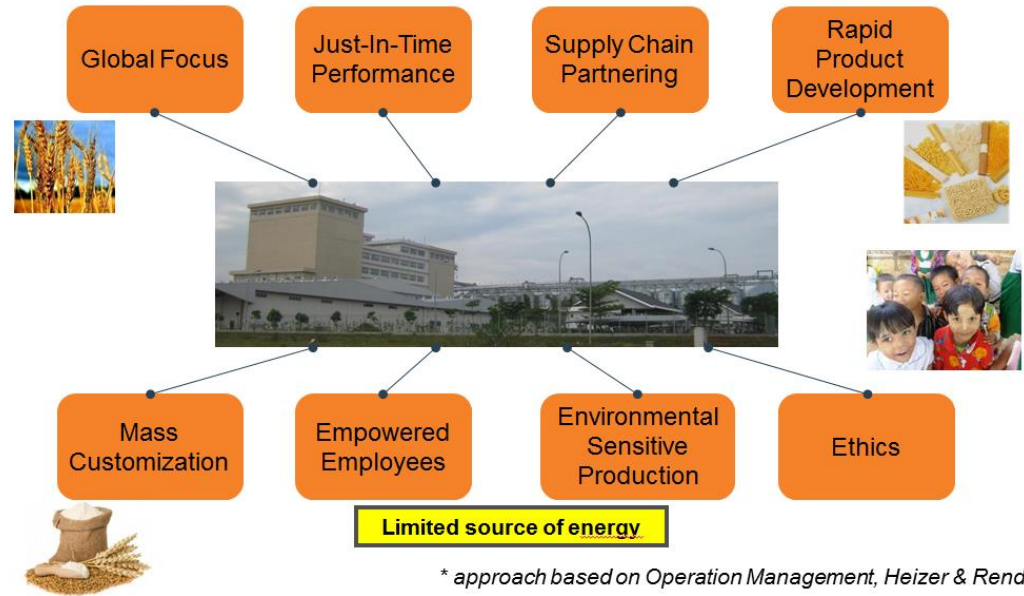 Global Focus
Just-In-Time
Performance
Supply Chain
Partnering
Rapid
Product
Development
Mass
Customization
Empowered
Employees
Environmental
Sensitive
Production
Ethics
Limited source of energy
* approach based on Operation Management, Heizer & Rend